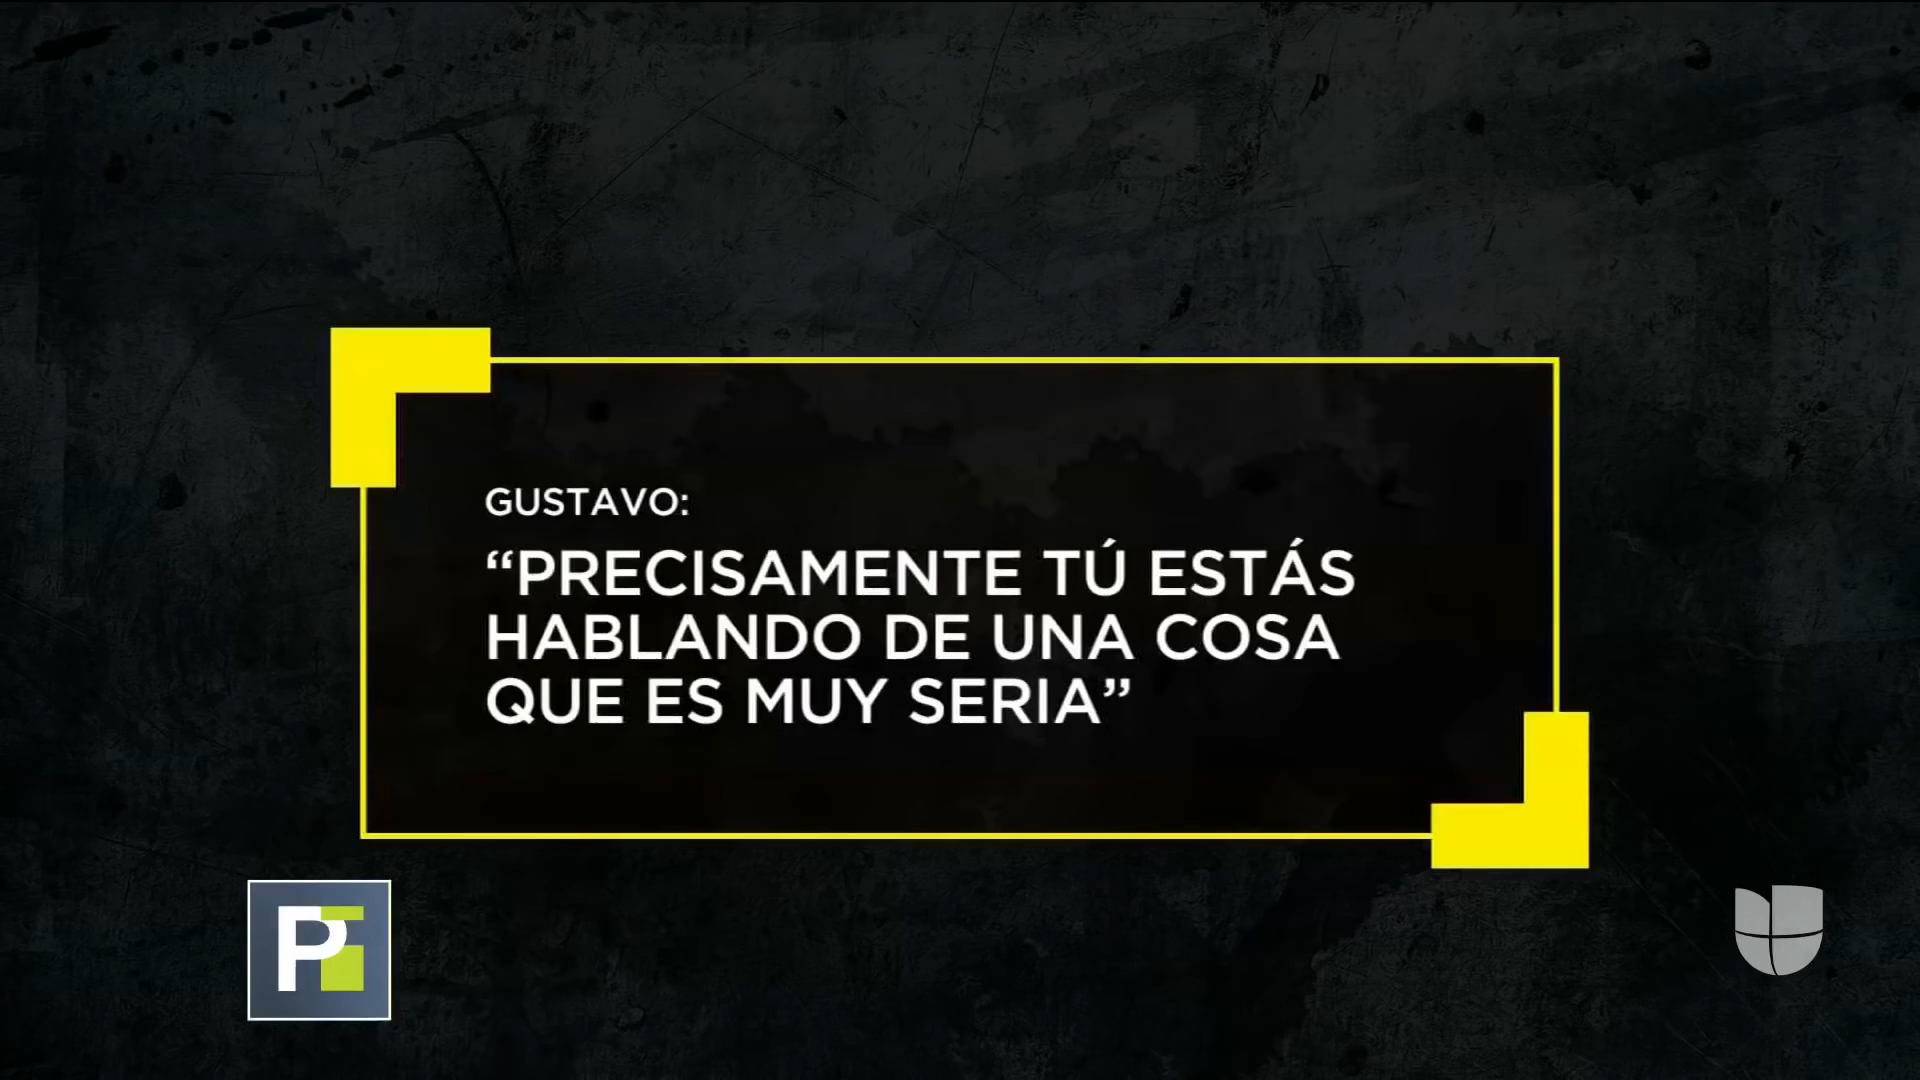 GUSTAVO:
“PRECISAMENTE TÚ ESTÁS
HABLANDO DE UNA COSA
QUE ES MUY SERIA”
P